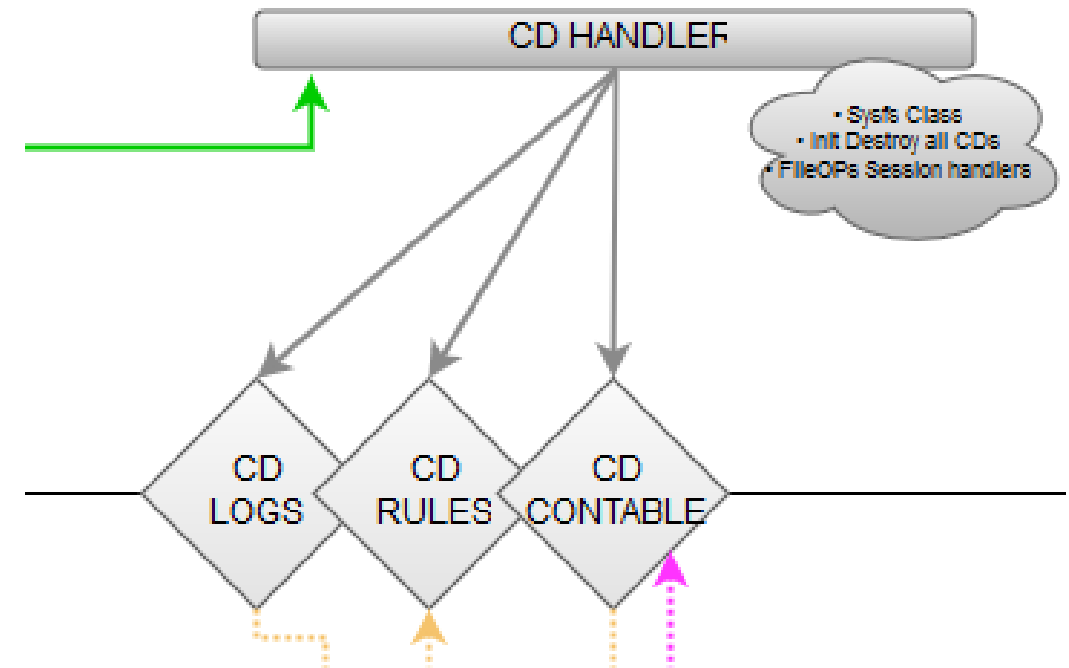 CD HANDLER
• Sysfs Class
• Init Destroy all CDs
• FileOPs Session handlers
CD
LOGS
CD
RULES
CD
CONTABLE